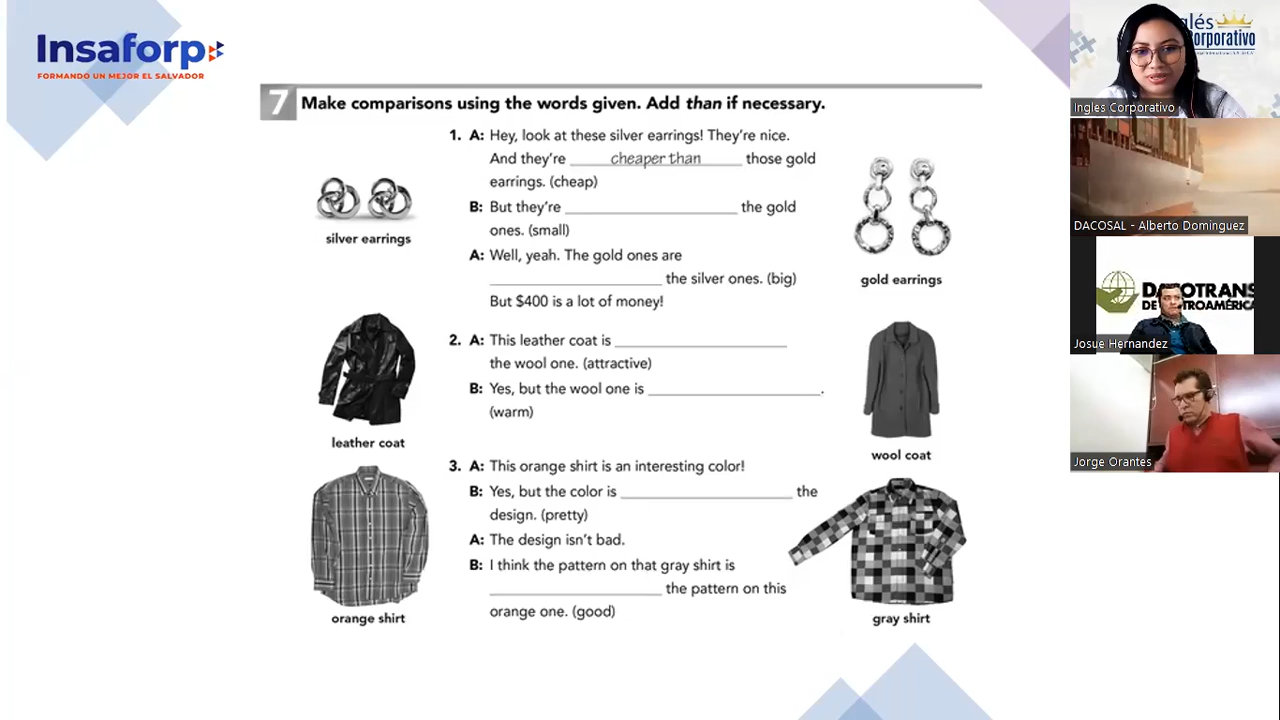 Insaforp
FORMANDO UN MEJOR EL SALVADOR
7 Make comparisons using the words given. Add than if necessary.
1. A: Hey, look at these silver earrings! They're nice.
And they're cheaper than those gold
earrings. (cheap)
B: But they're ____________ the gold
ones. (small)
A: Well, yeah. The gold ones are
____________ the silver ones. (big)
But $400 is a lot of money!
silver earrings
gold earrings
2. A: This leather coat is ____________
the wool one. (attractive)
B: Yes, but the wool one is ____________.
(warm)
leather coat
wool coat
3. A: This orange shirt is an interesting color!
B: Yes, but the color is ____________ the
design. (pretty)
A: The design isn't bad.
B: I think the pattern on that gray shirt is
____________ the pattern on this
orange one. (good)
orange shirt
gray shirt
Ingles Corporativo
DACOSAL - Alberto Dominguez
Josue Hernandez
Jorge Orantes